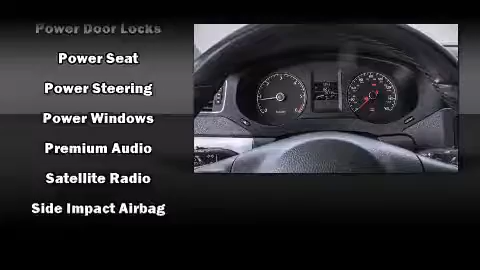 Power Door Locks
Power Seat
Power Steering
Power Windows
Premium Audio
Satellite Radio
Side Impact Airbag